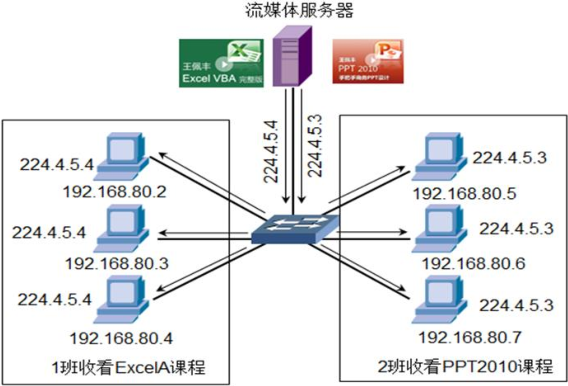 流媒体服务器
王佩丰
Excel VBA 完整版
王佩丰
PPT 2010
手把手教你PPT设计
224.4.5.4
224.4.5.3
224.4.5.4
192.168.80.2
224.4.5.4
192.168.80.3
224.4.5.4
192.168.80.4
1班收看ExcelA课程
224.4.5.3
192.168.80.5
224.4.5.3
192.168.80.6
224.4.5.3
192.168.80.7
2班收看PPT2010课程